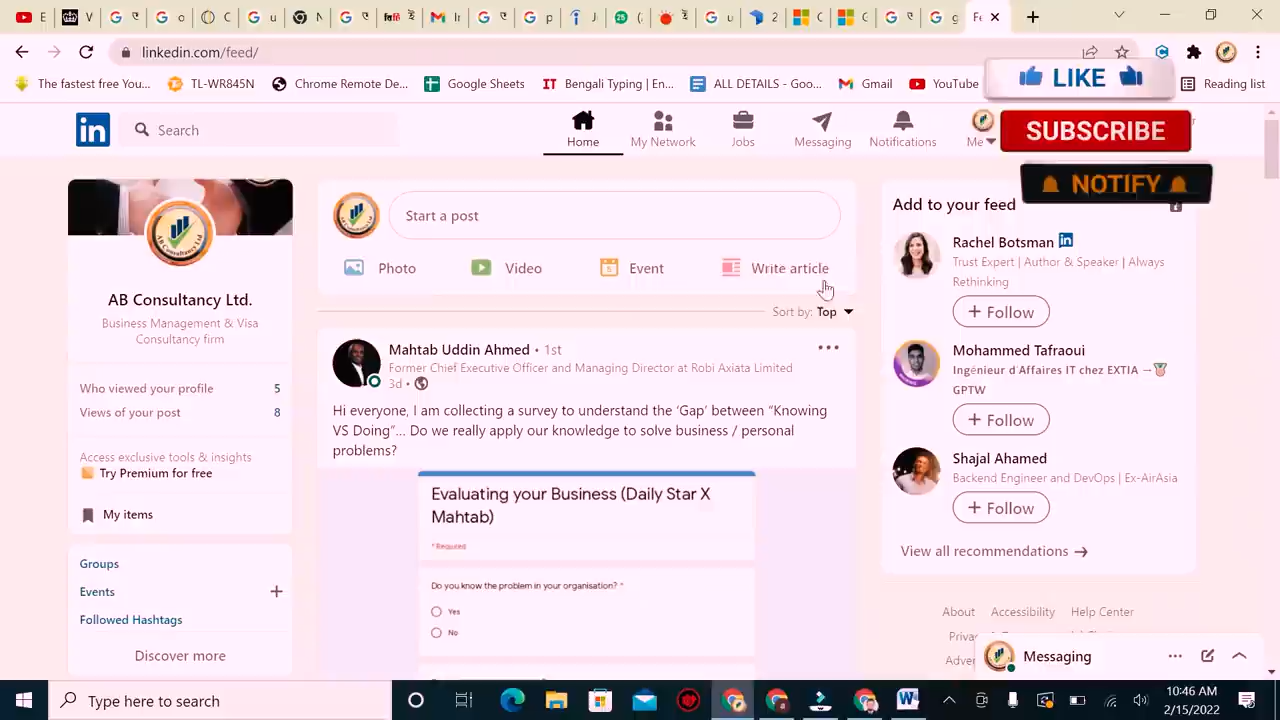 Fe
linkedin.com/feed/
The fastest free You...
TL-WR845N
Chrome Remote
Google Sheets
IT
Bengali Typing | En...
ALL DETAILS - Goo...
Gmail
YouTube
LIKE
Reading list
in
Search
Home
My Network
Jobs
Messaging
Notifications
Me
SUBSCRIBE
NOTIFY
Start a post
Photo
Video
Event
Write article
Sort by: Top
AB Consultancy Ltd.
AB Consultancy Ltd.
Business Management & Visa
Consultancy firm
Who viewed your profile 5
Views of your post 8
Access exclusive tools & insights
Try Premium for free
My items
Groups
Events
Followed Hashtags
Discover more
Mahtab Uddin Ahmed • 1st
Former Chief Executive Officer and Managing Director at Robi Axiata Limited
3d •
Hi everyone, I am collecting a survey to understand the ‘Gap’ between “Knowing
VS Doing”... Do we really apply our knowledge to solve business / personal
problems?
Evaluating your Business (Daily Star X
Mahtab)
* Required
Do you know the problem in your organisation? *
Yes
No
Add to your feed
Rachel Botsman in
Trust Expert | Author & Speaker | Always
Rethinking
+ Follow
Mohammed Tafraoui
Ingénieur d'Affaires IT chez EXTIA →
GPTW
+ Follow
Shajal Ahamed
Backend Engineer and DevOps | Ex-AirAsia
+ Follow
View all recommendations →
About Accessibility Help Center
Messaging
Type here to search
10:46 AM
2/15/2022